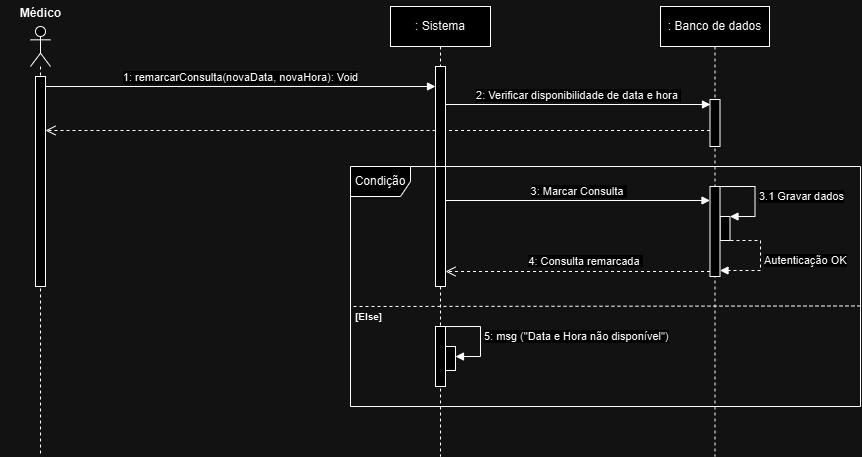 Médico
: Sistema
: Banco de dados
1: remarcarConsulta(novaData, novaHora): Void
2: Verificar disponibilidade de data e hora
Condição
3: Marcar Consulta
3.1 Gravar dados
4: Consulta remarcada
Autenticação OK
[Else]
5: msg ("Data e Hora não disponível")